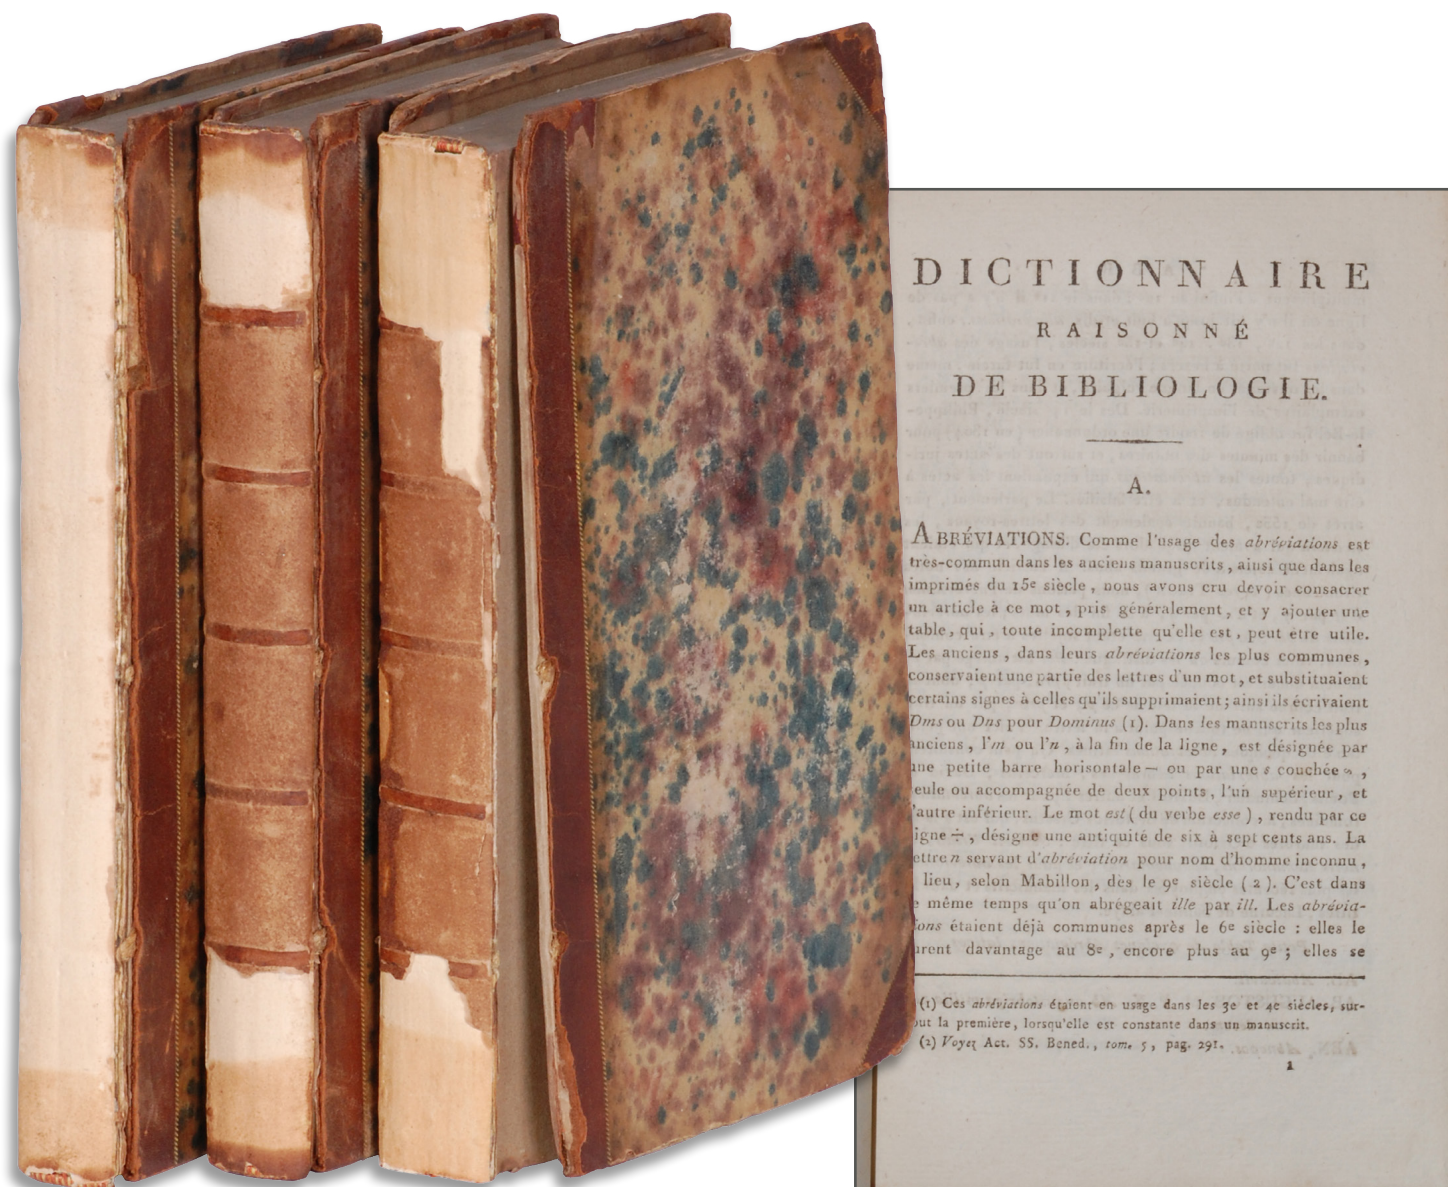 DICTIONNAIRE
RAISONNÉ
DE BIBLIOLOGIE.
A.
ABRÉVIATIONS. Comme l'usage des abréviations est
très-commun dans les anciens manuscrits, ainsi que dans les
imprimés du 15e siècle, nous avons cru devoir consacrer
un article à ce mot, pris généralement, et y ajouter une
table, qui, toute incomplette qu'elle est, peut être utile.
Les anciens, dans leurs abréviations les plus communes,
conservaient une partie des lettres d'un mot, et substituaient
certains signes à celles qu'ils supprimaient; ainsi ils écrivaient
Dms ou Dns pour Dominus (1). Dans les manuscrits les plus
anciens, l'm ou l'n, à la fin de la ligne, est désignée par
une petite barre horisontale — ou par une s couchée ∽,
eule ou accompagnée de deux points, l'un supérieur, et
'autre inférieur. Le mot est (du verbe esse), rendu par ce
igne ÷, désigne une antiquité de six à sept cents ans. La
ettre n servant d'abréviation pour nom d'homme inconnu,
lieu, selon Mabillon, dès le 9e siècle (2). C'est dans
e même temps qu'on abrégeait ille par ill. Les abrévia-
ions étaient déjà communes après le 6e siècle : elles le
urent davantage au 8e, encore plus au 9e; elles se
(1) Ces abréviations étoient en usage dans les 3e et 4e siècles, sur-
out la première, lorsqu'elle est constante dans un manuscrit.
(2) Voyez Act. SS. Bened., tom. 5, pag. 291.
1